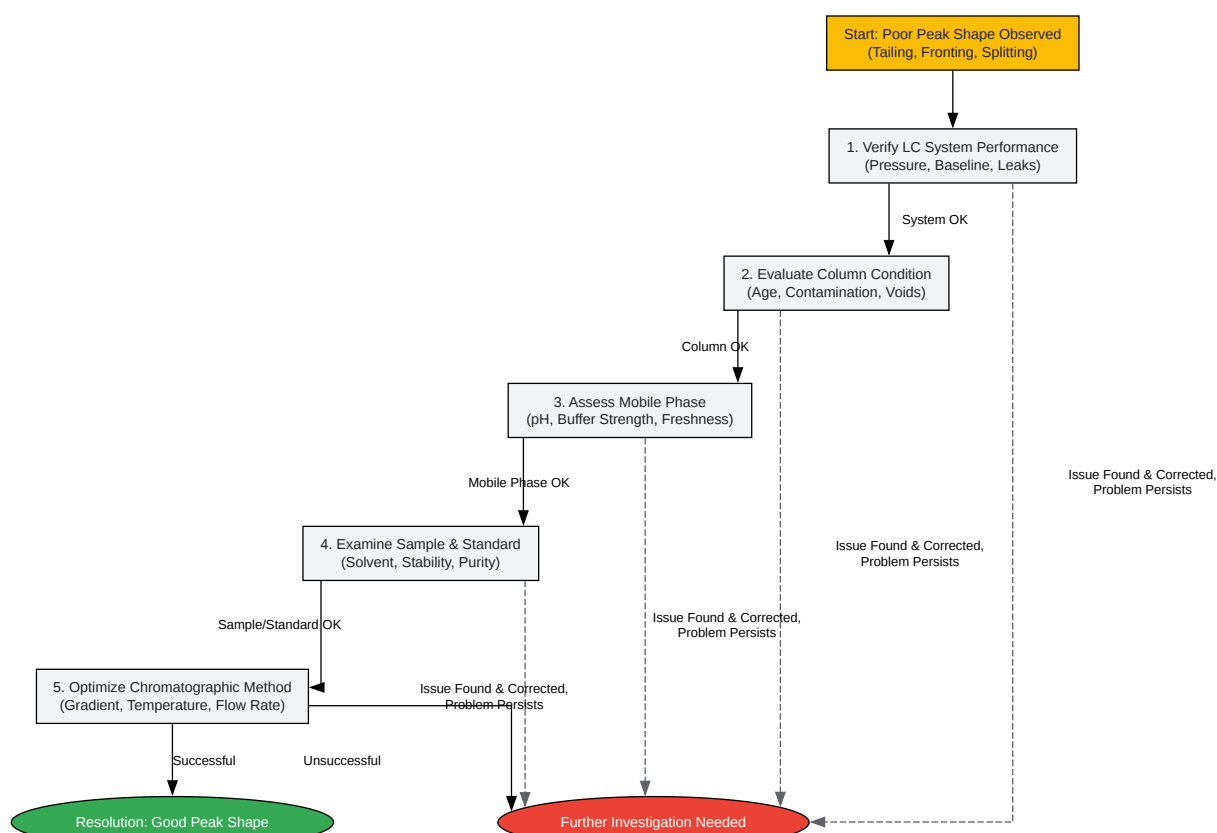 Start: Poor Peak Shape Observed
(Tailing, Fronting, Splitting)
1. Verify LC System Performance
(Pressure, Baseline, Leaks)
System OK
2. Evaluate Column Condition
(Age, Contamination, Voids)
Column OK
3. Assess Mobile Phase
(pH, Buffer Strength, Freshness)
Mobile Phase OK
Issue Found & Corrected,
Problem Persists
4. Examine Sample & Standard
(Solvent, Stability, Purity)
Issue Found & Corrected,
Problem Persists
Sample/Standard OK
Issue Found & Corrected,
Problem Persists
5. Optimize Chromatographic Method
(Gradient, Temperature, Flow Rate)
Issue Found & Corrected,
Problem Persists
Successful
Unsuccessful
Resolution: Good Peak Shape
Further Investigation Needed